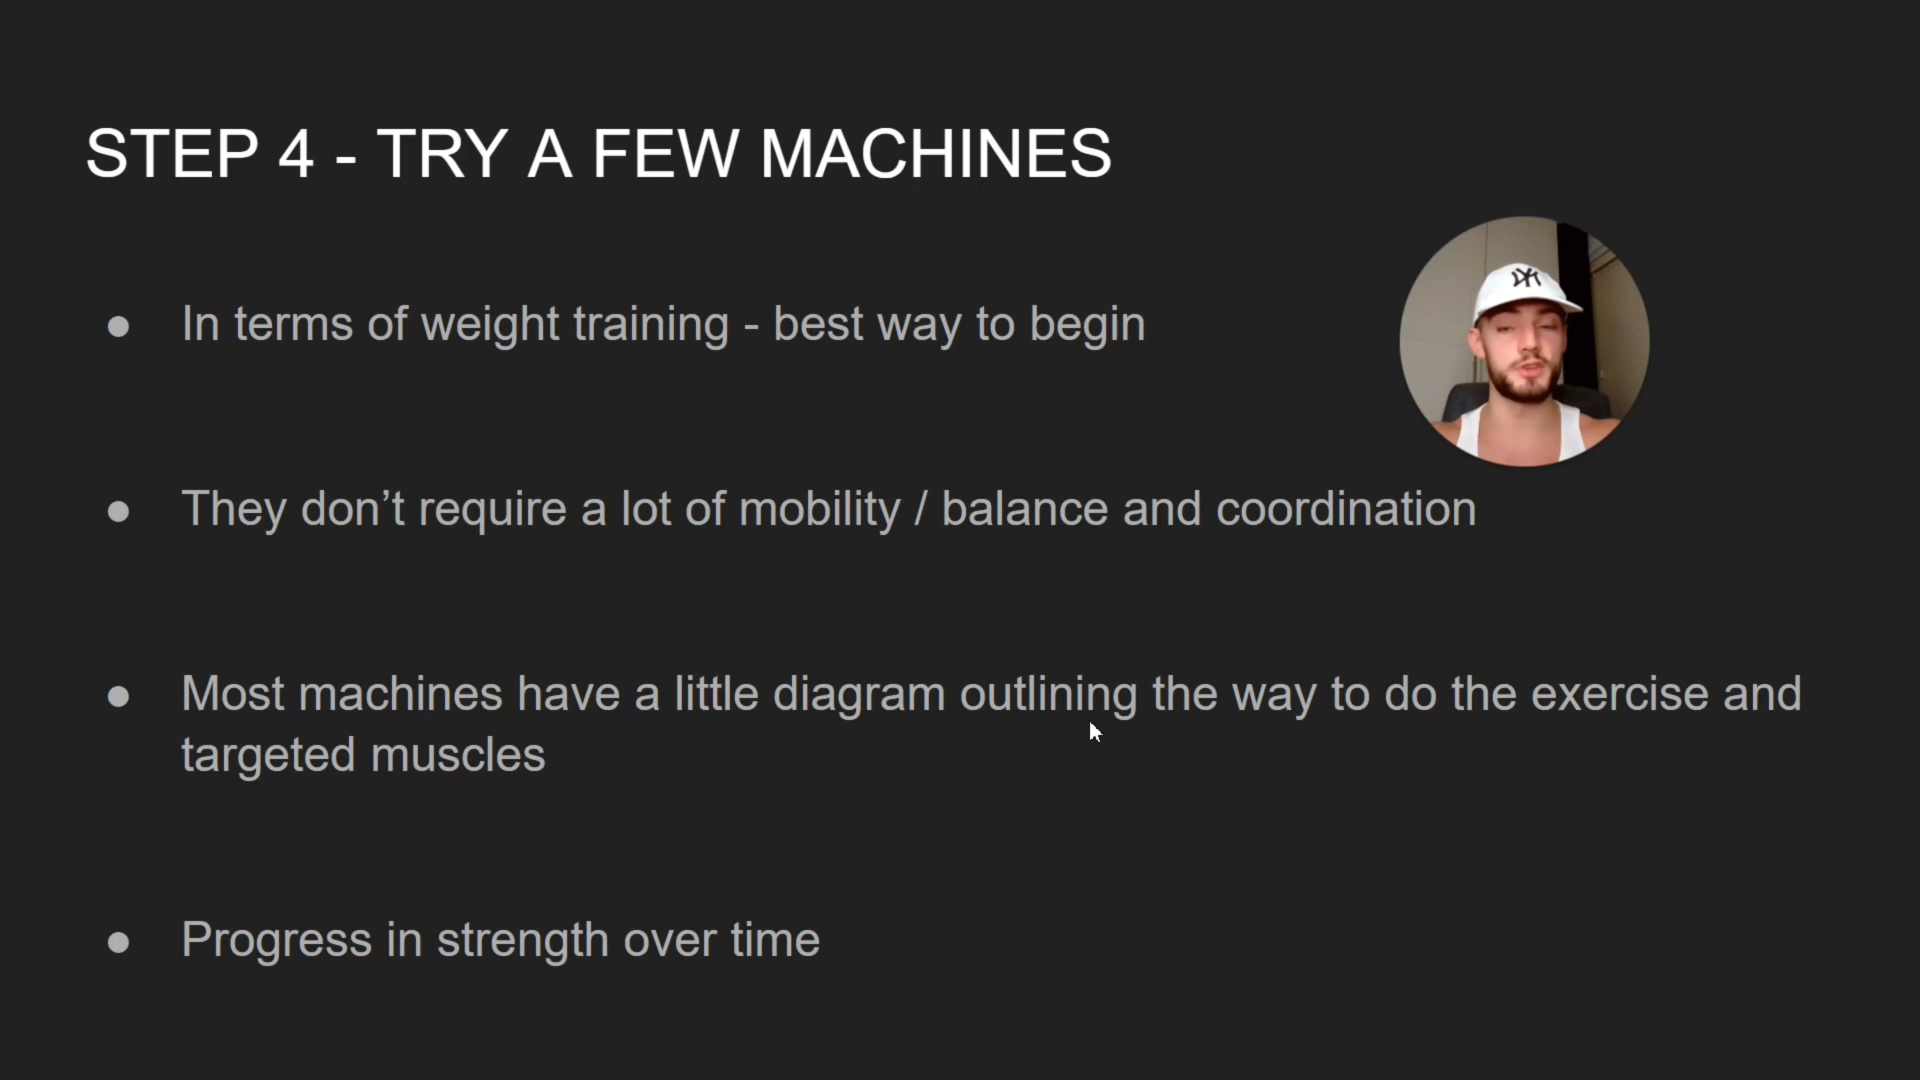 STEP 4 - TRY A FEW MACHINES
● In terms of weight training - best way to begin
● They don’t require a lot of mobility / balance and coordination
● Most machines have a little diagram outlining the way to do the exercise and
targeted muscles
● Progress in strength over time
NY